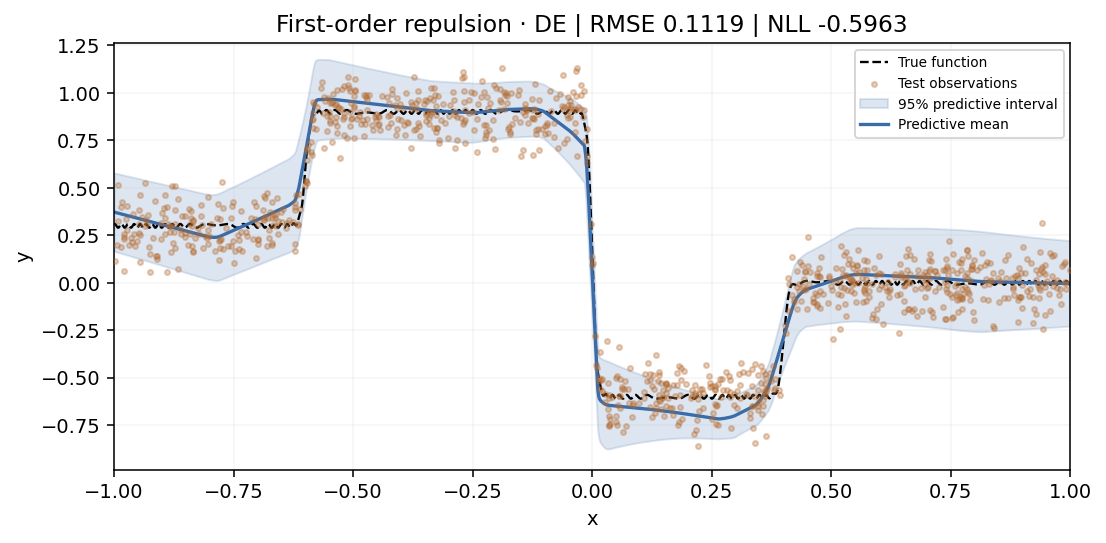 First-order repulsion · DE | RMSE 0.1119 | NLL -0.5963
True function
Test observations
95% predictive interval
Predictive mean
y
1.25
1.00
0.75
0.50
0.25
0.00
−0.25
−0.50
−0.75
−1.00 −0.75 −0.50 −0.25 0.00 0.25 0.50 0.75 1.00
x